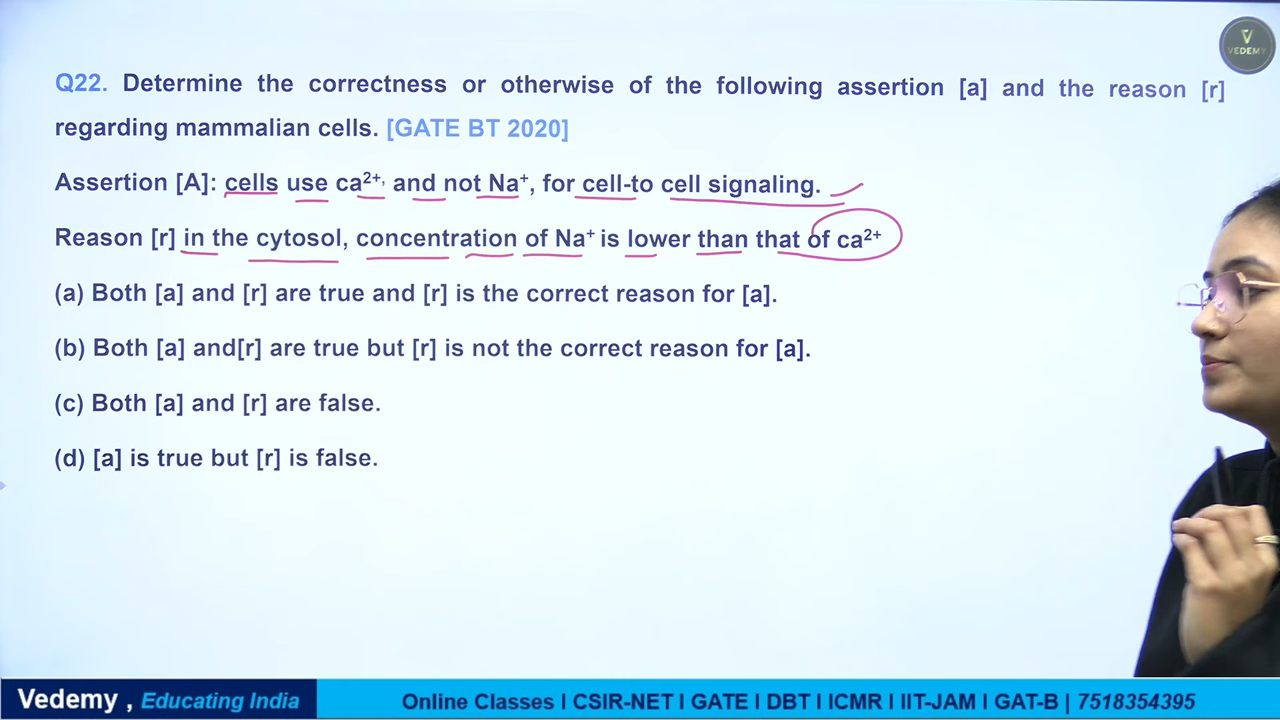 V
VEDEMY
Q22. Determine the correctness or otherwise of the following assertion [a] and the reason [r]
regarding mammalian cells. [GATE BT 2020]
Assertion [A]: cells use ca²⁺, and not Na⁺, for cell-to cell signaling.
Reason [r] in the cytosol, concentration of Na⁺ is lower than that of ca²⁺
(a) Both [a] and [r] are true and [r] is the correct reason for [a].
(b) Both [a] and[r] are true but [r] is not the correct reason for [a].
(c) Both [a] and [r] are false.
(d) [a] is true but [r] is false.
Vedemy , Educating India
Online Classes I CSIR-NET I GATE I DBT I ICMR I IIT-JAM I GAT-B | 7518354395